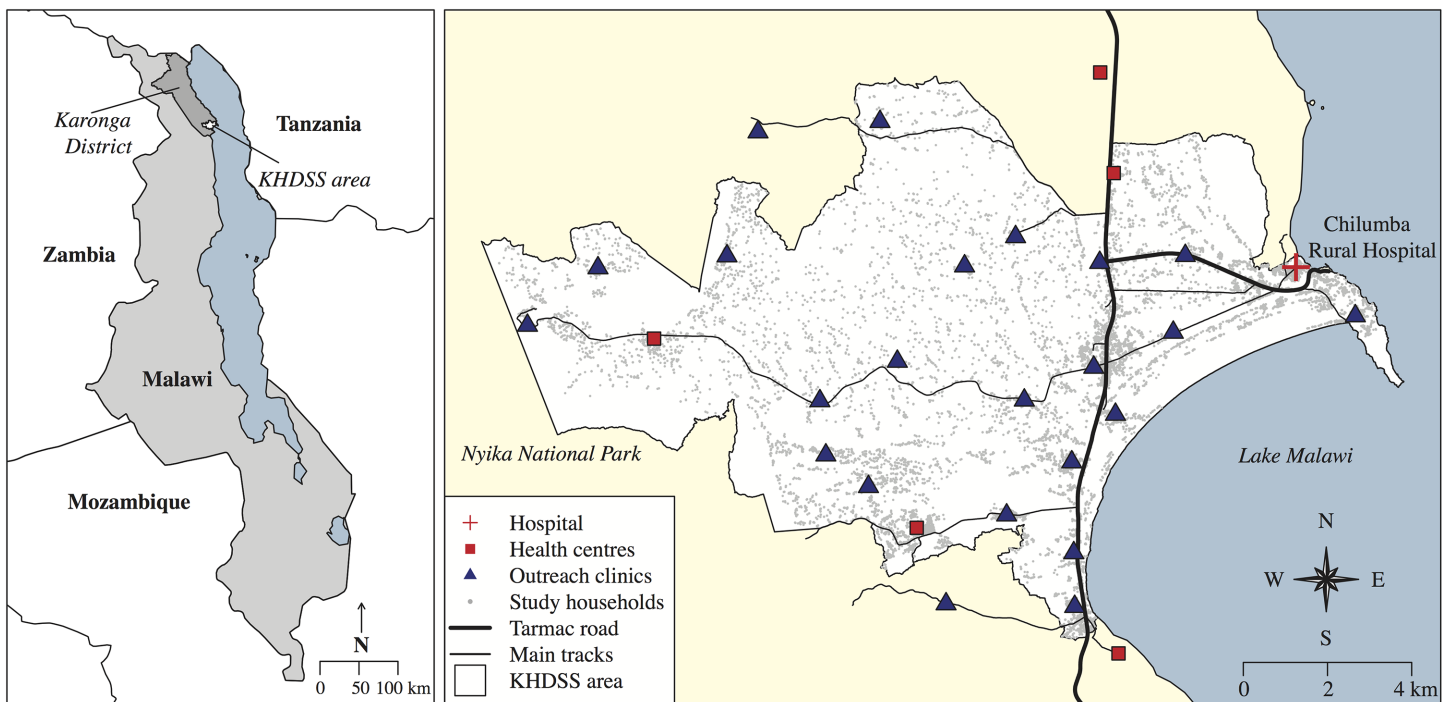 Karonga
District
Tanzania
KHDSS area
Zambia
Malawi
Mozambique
N
0 50 100 km
Chilumba
Rural Hospital
Nyika National Park
Lake Malawi
Hospital
Health centres
Outreach clinics
Study households
Tarmac road
Main tracks
KHDSS area
N
W E
S
0 2 4 km